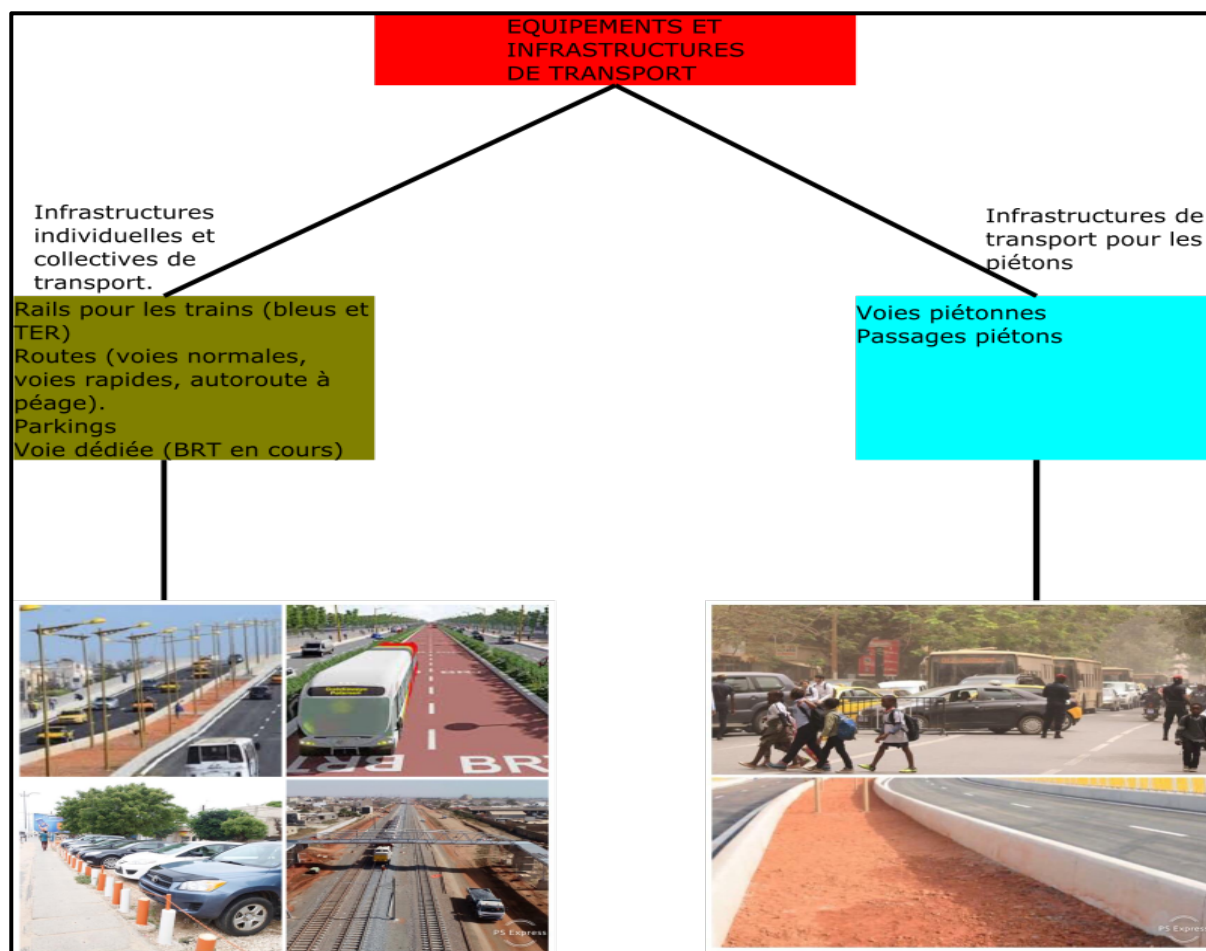 EQUIPEMENTS ET
INFRASTRUCTURES
DE TRANSPORT
Infrastructures
individuelles et
collectives de
transport.
Infrastructures de
transport pour les
piétons
Rails pour les trains (bleus et
TER)
Routes (voies normales,
voies rapides, autoroute à
péage).
Parkings
Voie dédiée (BRT en cours)
Voies piétonnes
Passages piétons
BRT
BRT
PS Express
PS Express